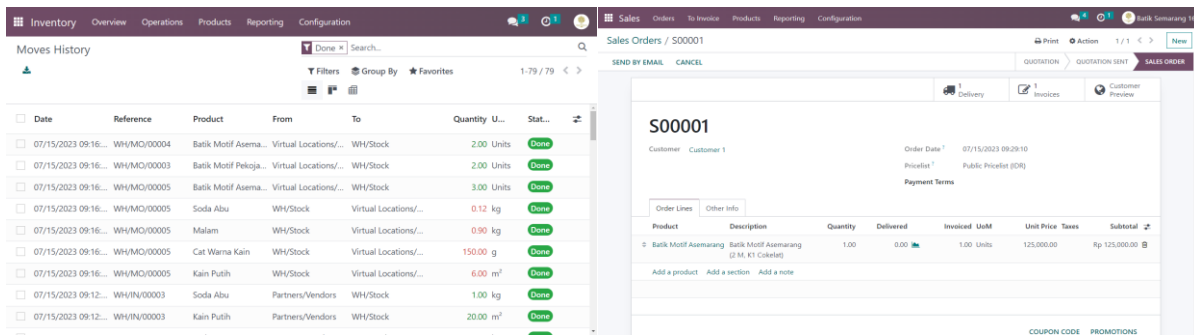 Inventory Overview Operations Products Reporting Configuration 3 1
Moves History Done × Search...
Filters Group By Favorites 1-79 / 79
Date Reference Product From To Quantity U... Stat...
07/15/2023 09:16:... WH/MO/00004 Batik Motif Asema... Virtual Locations/... WH/Stock 2.00 Units Done
07/15/2023 09:16:... WH/MO/00003 Batik Motif Pekoja... Virtual Locations/... WH/Stock 2.00 Units Done
07/15/2023 09:16:... WH/MO/00005 Batik Motif Asema... Virtual Locations/... WH/Stock 3.00 Units Done
07/15/2023 09:16:... WH/MO/00005 Soda Abu WH/Stock Virtual Locations/... 0.12 kg Done
07/15/2023 09:16:... WH/MO/00005 Malam WH/Stock Virtual Locations/... 0.90 kg Done
07/15/2023 09:16:... WH/MO/00005 Cat Warna Kain WH/Stock Virtual Locations/... 150.00 g Done
07/15/2023 09:16:... WH/MO/00005 Kain Putih WH/Stock Virtual Locations/... 6.00 m² Done
07/15/2023 09:12:... WH/IN/00003 Soda Abu Partners/Vendors WH/Stock 1.00 kg Done
07/15/2023 09:12:... WH/IN/00003 Kain Putih Partners/Vendors WH/Stock 20.00 m² Done
Sales Orders To Invoice Products Reporting Configuration 4 1 Batik Semarang 16
Sales Orders / S00001 Print Action 1 / 1 New
SEND BY EMAIL CANCEL QUOTATION QUOTATION SENT SALES ORDER
1 Delivery 1 Invoices Customer Preview
S00001
Customer Customer 1 Order Date ? 07/15/2023 09:29:10
Pricelist ? Public Pricelist (IDR)
Payment Terms
Order Lines Other Info
Product Description Quantity Delivered Invoiced UoM Unit Price Taxes Subtotal
Batik Motif Asemarang Batik Motif Asemarang 1.00 0.00 1.00 Units 125,000.00 Rp 125,000.00
(2 M, K1 Cokelat)
Add a product Add a section Add a note
COUPON CODE PROMOTIONS